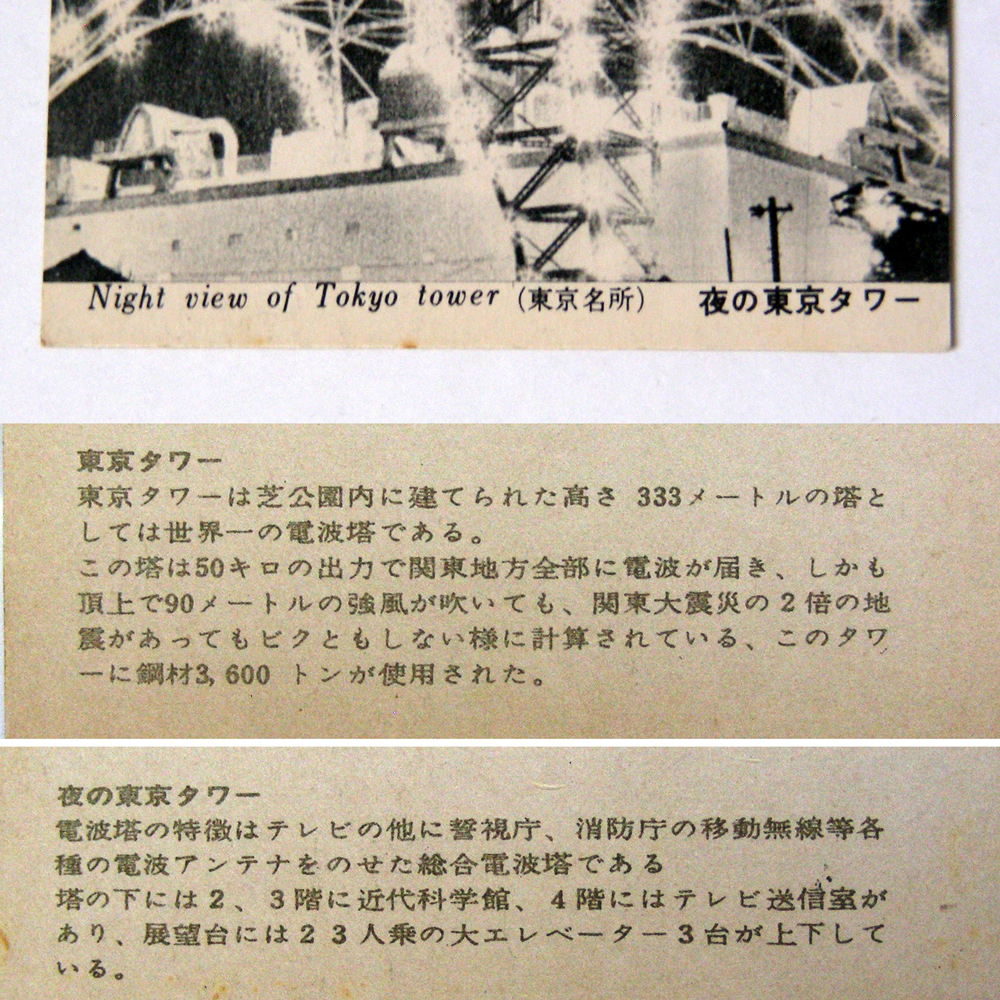 Night view of Tokyo tower (東京名所) 夜の東京タワー
東京タワー
東京タワーは芝公園内に建てられた高さ 333メートルの塔と
しては世界一の電波塔である。
この塔は50キロの出力で関東地方全部に電波が届き、しかも
頂上で90メートルの強風が吹いても、関東大震災の2倍の地
震があってもビクともしない様に計算されている、このタワ
ーに鋼材3,600 トンが使用された。
夜の東京タワー
電波塔の特徴はテレビの他に誓視庁、消防庁の移動無線等各
種の電波アンテナをのせた総合電波塔である
塔の下には2、3階に近代科学館、4階にはテレビ送信室が
あり、展望台には23人乗の大エレベーター3台が上下して
いる。